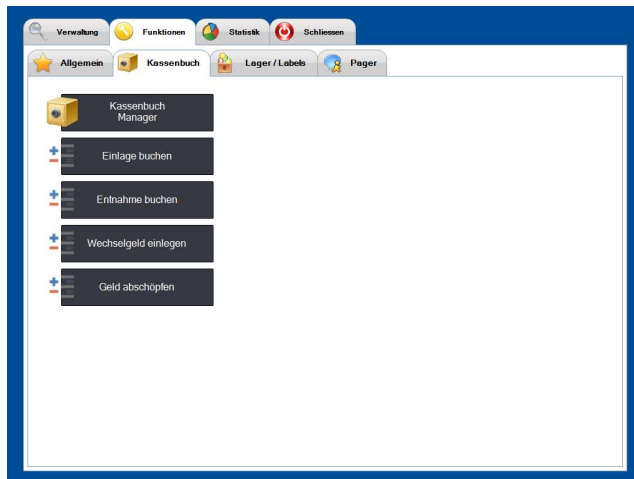 Verwaltung Funktionen Statistik Schliessen
Allgemein Kassenbuch Lager / Labels Pager
Kassenbuch
Manager
Einlage buchen
Entnahme buchen
Wechselgeld einlegen
Geld abschöpfen